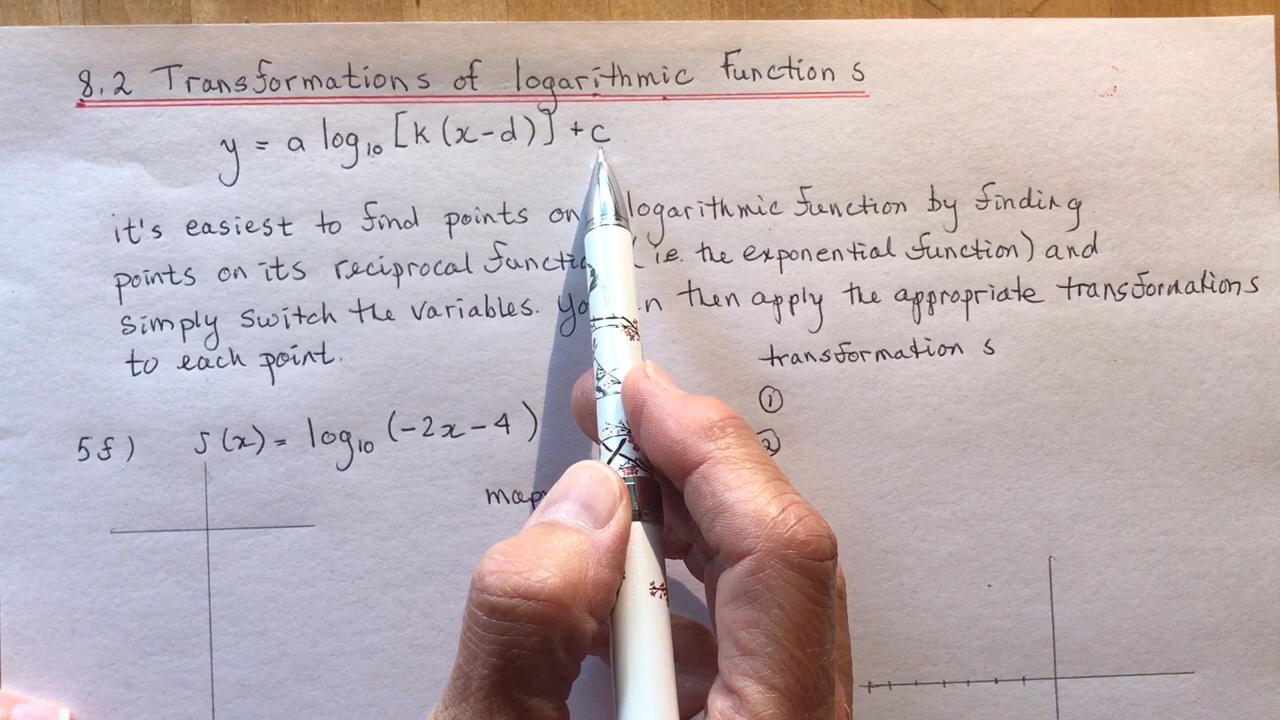 8.2 Transformations of logarithmic functions
y = a log₁₀ [k (x-d)] + c
it's easiest to find points on logarithmic function by finding
points on its reciprocal (i.e. the exponential function) and
simply switch the variables. then apply the appropriate transformations
to each point.
transformations
①
②
5f) f(x) = log₁₀ (-2x - 4)